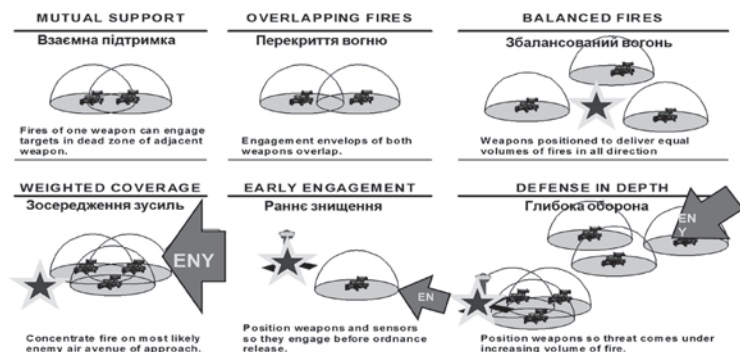 MUTUAL SUPPORT
Взаємна підтримка
Fires of one weapon can engage
targets in dead zone of adjacent
weapon.
OVERLAPPING FIRES
Перекриття вогню
Engagement envelops of both
weapons overlap.
BALANCED FIRES
Збалансований вогонь
Weapons positioned to deliver equal
volumes of fires in all direction
WEIGHTED COVERAGE
Зосередження зусиль
ENY
Concentrate fire on most likely
enemy air avenue of approach.
EARLY ENGAGEMENT
Раннє знищення
EN
Position weapons and sensors
so they engage before ordnance
release.
DEFENSE IN DEPTH
Глибока оборона
EN
Y
Position weapons so threat comes under
increasing volume of fire.